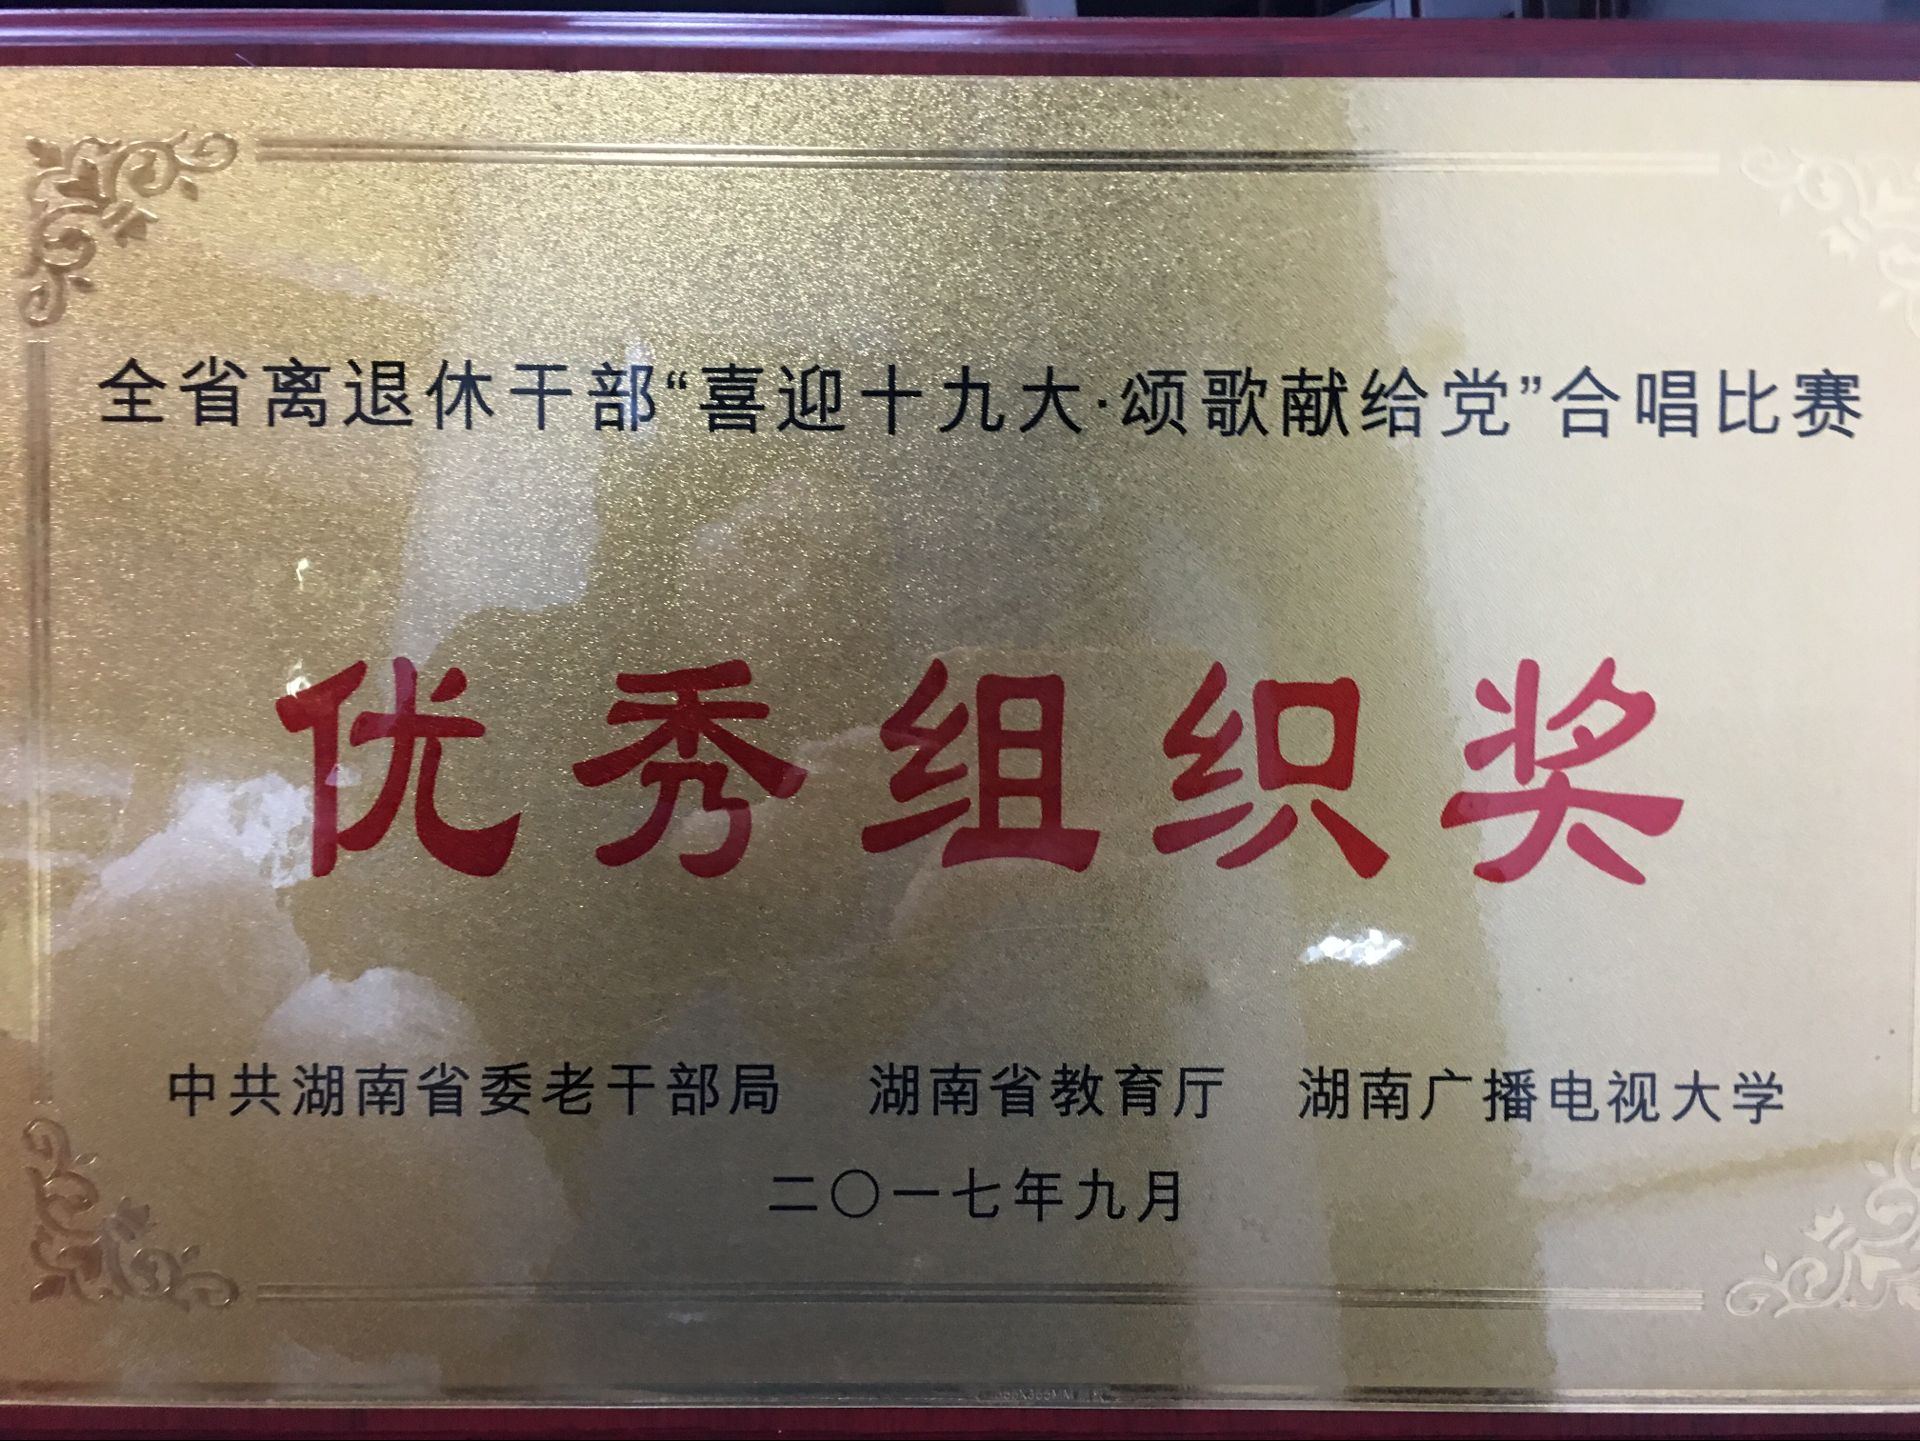 全省离退休干部“喜迎十九大·颂歌献给党”合唱比赛
优秀组织奖
中共湖南省委老干部局 湖南省教育厅 湖南广播电视大学
二〇一七年九月